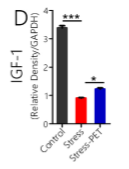 D
IGF-1
(Relative Density/GAPDH)
4
3
2
1
0
***
*
Control
Stress
Stress-PET